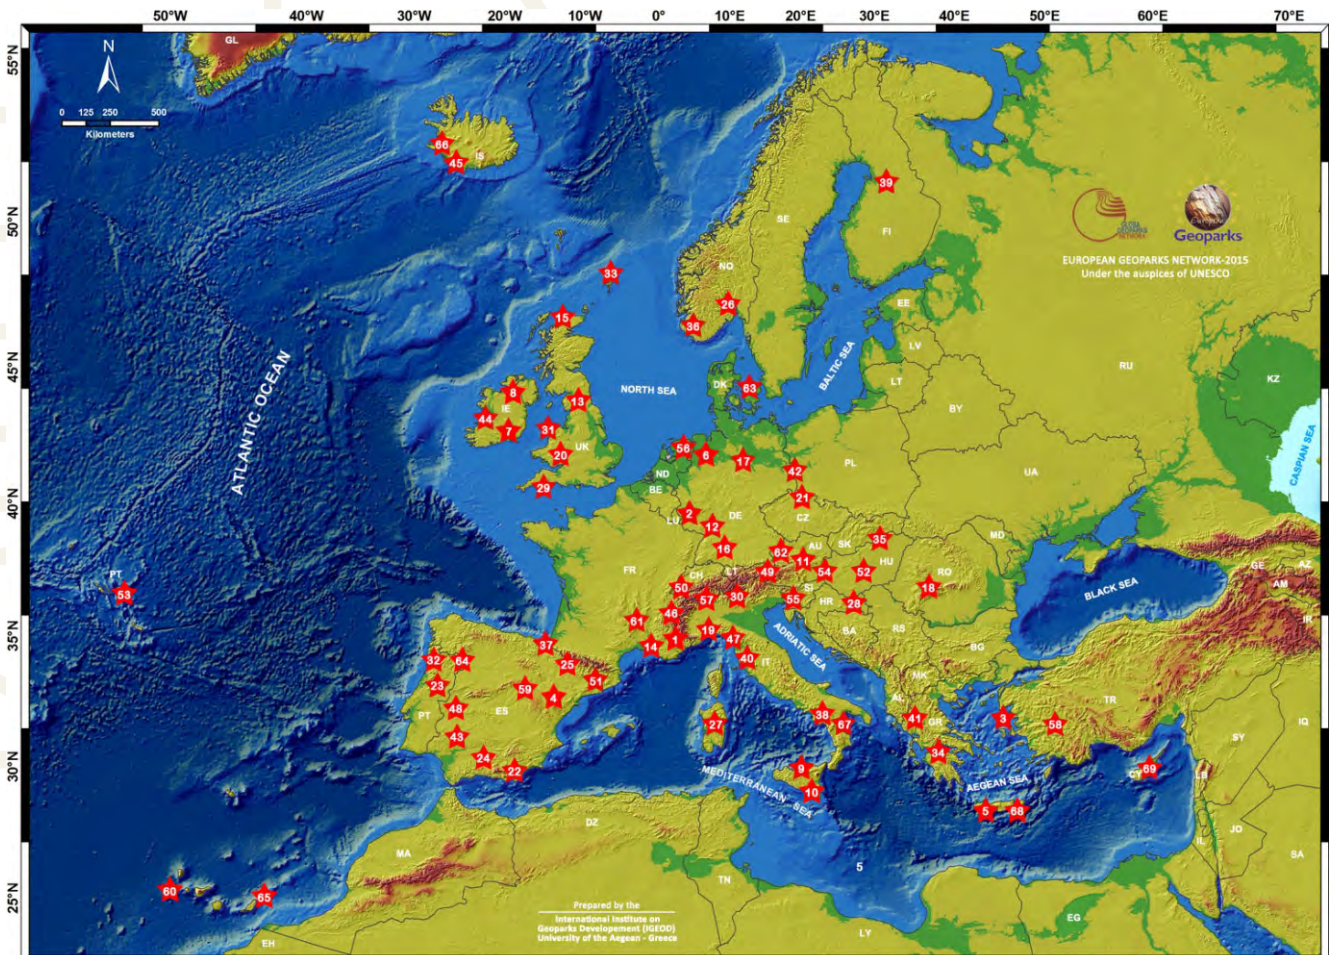 50°W 40°W 30°W 20°W 10°W 0° 10°E 20°E 30°E 40°E 50°E 60°E 70°E
55°N
50°N
45°N
40°N
35°N
30°N
25°N
N
0 125 250 500
Kilometers
GL
66
45
IS
39
SE
FI
NO
GLOBAL
GEOPARKS
NETWORK
Geoparks
EUROPEAN GEOPARKS NETWORK-2015
Under the auspices of UNESCO
33
26
EE
15
36
LV
RU
ATLANTIC OCEAN
NORTH SEA
BALTIC SEA
DK
63
LT
KZ
8
13
IE
BY
44
7
31
UK
CASPIAN SEA
20
56
6
17
42
PL
UA
29
ND
BE
21
2
LU
DE
CZ
12
16
62
AU
SK
35
MD
11
HU
FR
CH
LT
49
54
52
RO
GE
AZ
PT
53
50
57
30
SI
55
HR
28
18
AM
BLACK SEA
46
61
IR
1
19
47
BA
RS
14
37
40
IT
ADRIATIC SEA
BG
32
64
25
23
51
59
4
MK
AL
48
PT
ES
27
38
67
41
GR
3
58
TR
IQ
43
SY
24
22
34
9
10
MEDITERRANEAN SEA
AEGEAN SEA
CY
69
LB
5
68
DZ
IL
JO
MA
SA
5
TN
60
65
Prepared by the
International Institute on
Geoparks Developement (IGEOD)
University of the Aegean - Greece
EG
LY
EH